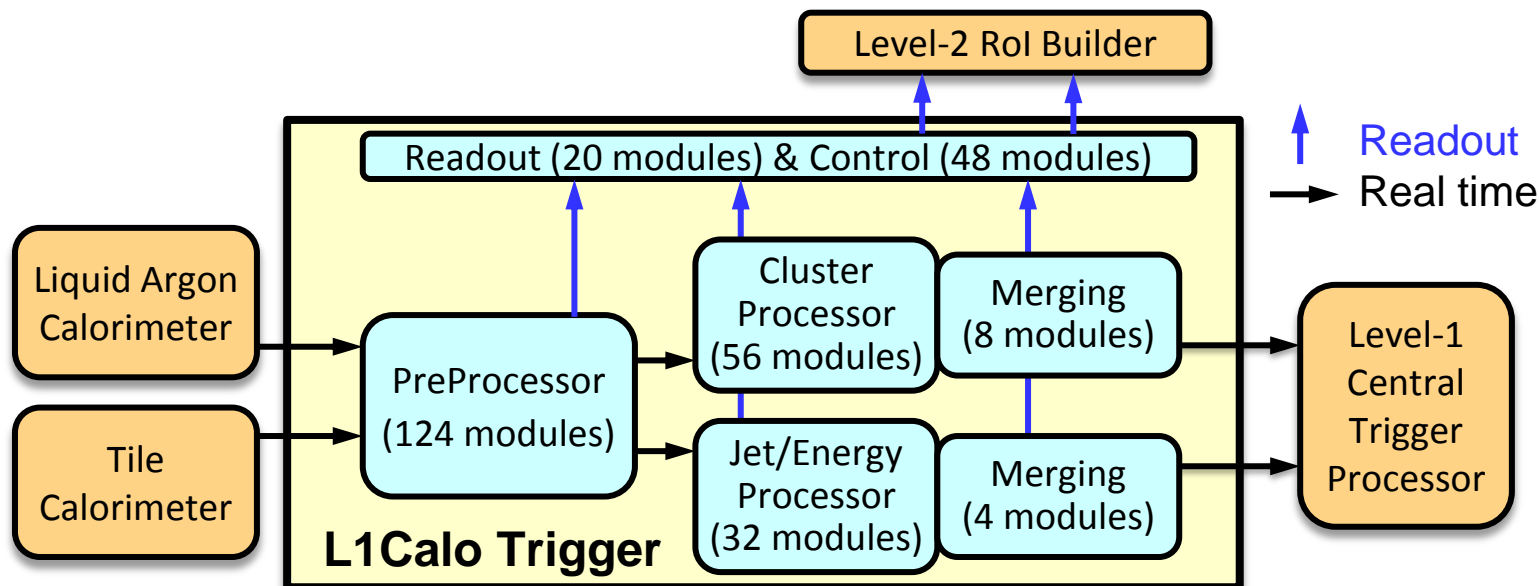 Level-2 RoI Builder
Readout (20 modules) & Control (48 modules)
Readout
Real time
Liquid Argon
Calorimeter
Tile
Calorimeter
PreProcessor
(124 modules)
Cluster
Processor
(56 modules)
Merging
(8 modules)
Jet/Energy
Processor
(32 modules)
Merging
(4 modules)
Level-1
Central
Trigger
Processor
L1Calo Trigger